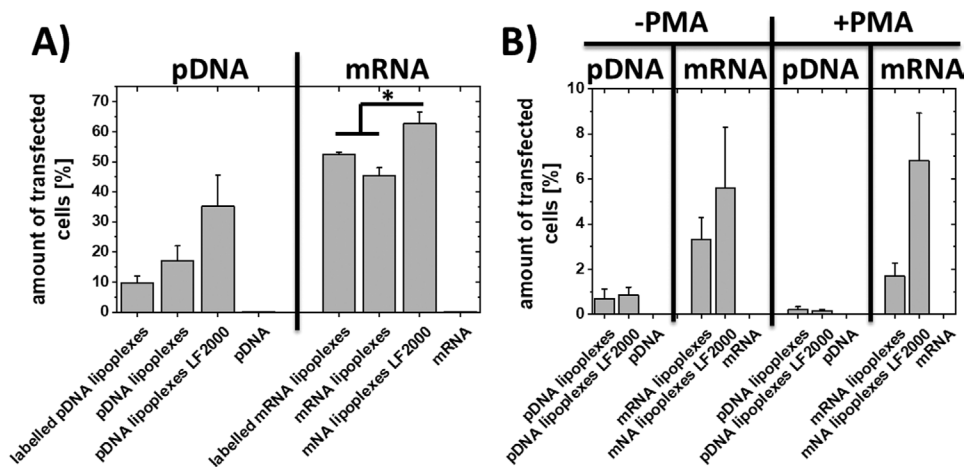 A)
pDNA
mRNA
amount of transfected
cells [%]
70
60
50
40
30
20
10
0
*
labelled pDNA lipoplexes
pDNA lipoplexes
pDNA lipoplexes LF2000
pDNA
labelled mRNA lipoplexes
mRNA lipoplexes
mNA lipoplexes LF2000
mRNA
B)
-PMA
+PMA
pDNA
mRNA
pDNA
mRNA
amount of transfected
cells [%]
10
8
6
4
2
0
pDNA lipoplexes
pDNA lipoplexes LF2000
pDNA
mRNA lipoplexes
mNA lipoplexes LF2000
mRNA
pDNA lipoplexes
pDNA lipoplexes LF2000
pDNA
mRNA lipoplexes
mNA lipoplexes LF2000
mRNA